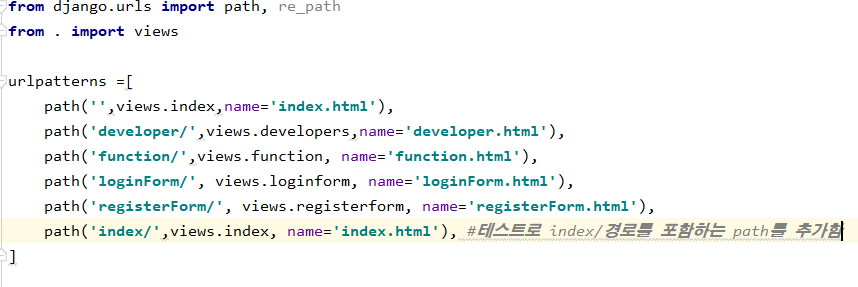 from django.urls import path, re_path
from . import views
urlpatterns =[
path('',views.index,name='index.html'),
path('developer/',views.developers,name='developer.html'),
path('function/',views.function, name='function.html'),
path('loginForm/', views.loginform, name='loginForm.html'),
path('registerForm/', views.registerform, name='registerForm.html'),
path('index/',views.index, name='index.html'), #테스트로 index/경로를 포함하는 path를 추가함
]